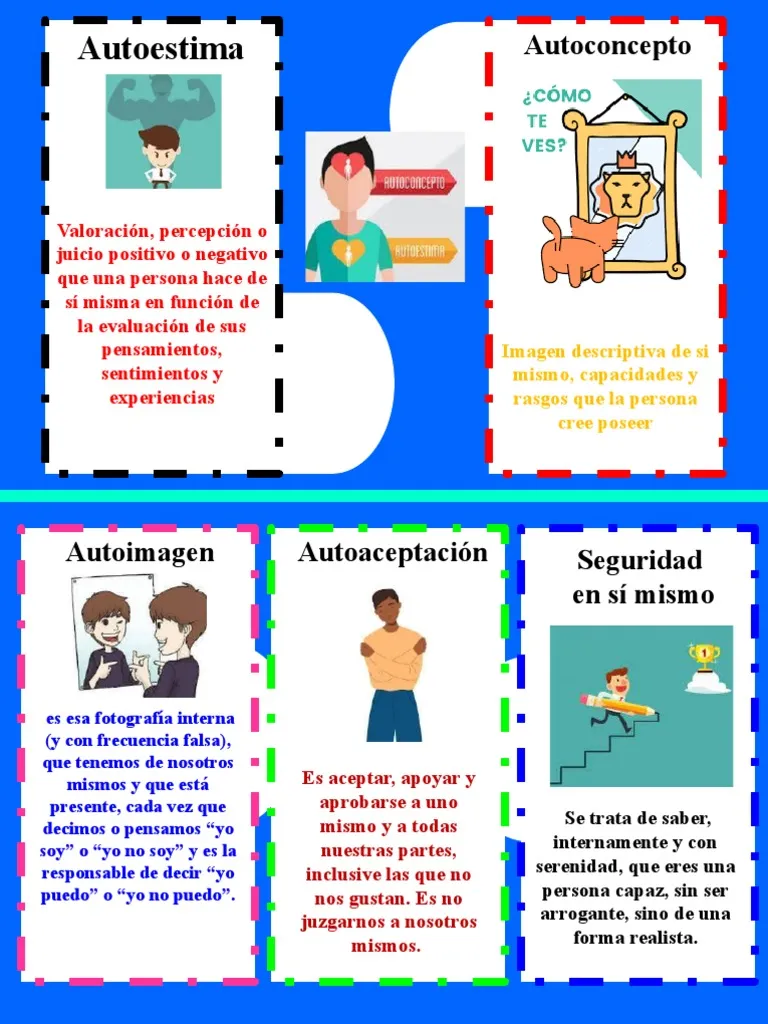 Autoestima
Valoración, percepción o
juicio positivo o negativo
que una persona hace de
sí misma en función de
la evaluación de sus
pensamientos,
sentimientos y
experiencias
AUTOCONCEPTO
AUTOESTIMA
Autoconcepto
¿CÓMO
TE
VES?
Imagen descriptiva de si
mismo, capacidades y
rasgos que la persona
cree poseer
Autoimagen
es esa fotografía interna
(y con frecuencia falsa),
que tenemos de nosotros
mismos y que está
presente, cada vez que
decimos o pensamos “yo
soy” o “yo no soy” y es la
responsable de decir “yo
puedo” o “yo no puedo”.
Autoaceptación
Es aceptar, apoyar y
aprobarse a uno
mismo y a todas
nuestras partes,
inclusive las que no
nos gustan. Es no
juzgarnos a nosotros
mismos.
Seguridad
en sí mismo
1
Se trata de saber,
internamente y con
serenidad, que eres una
persona capaz, sin ser
arrogante, sino de una
forma realista.